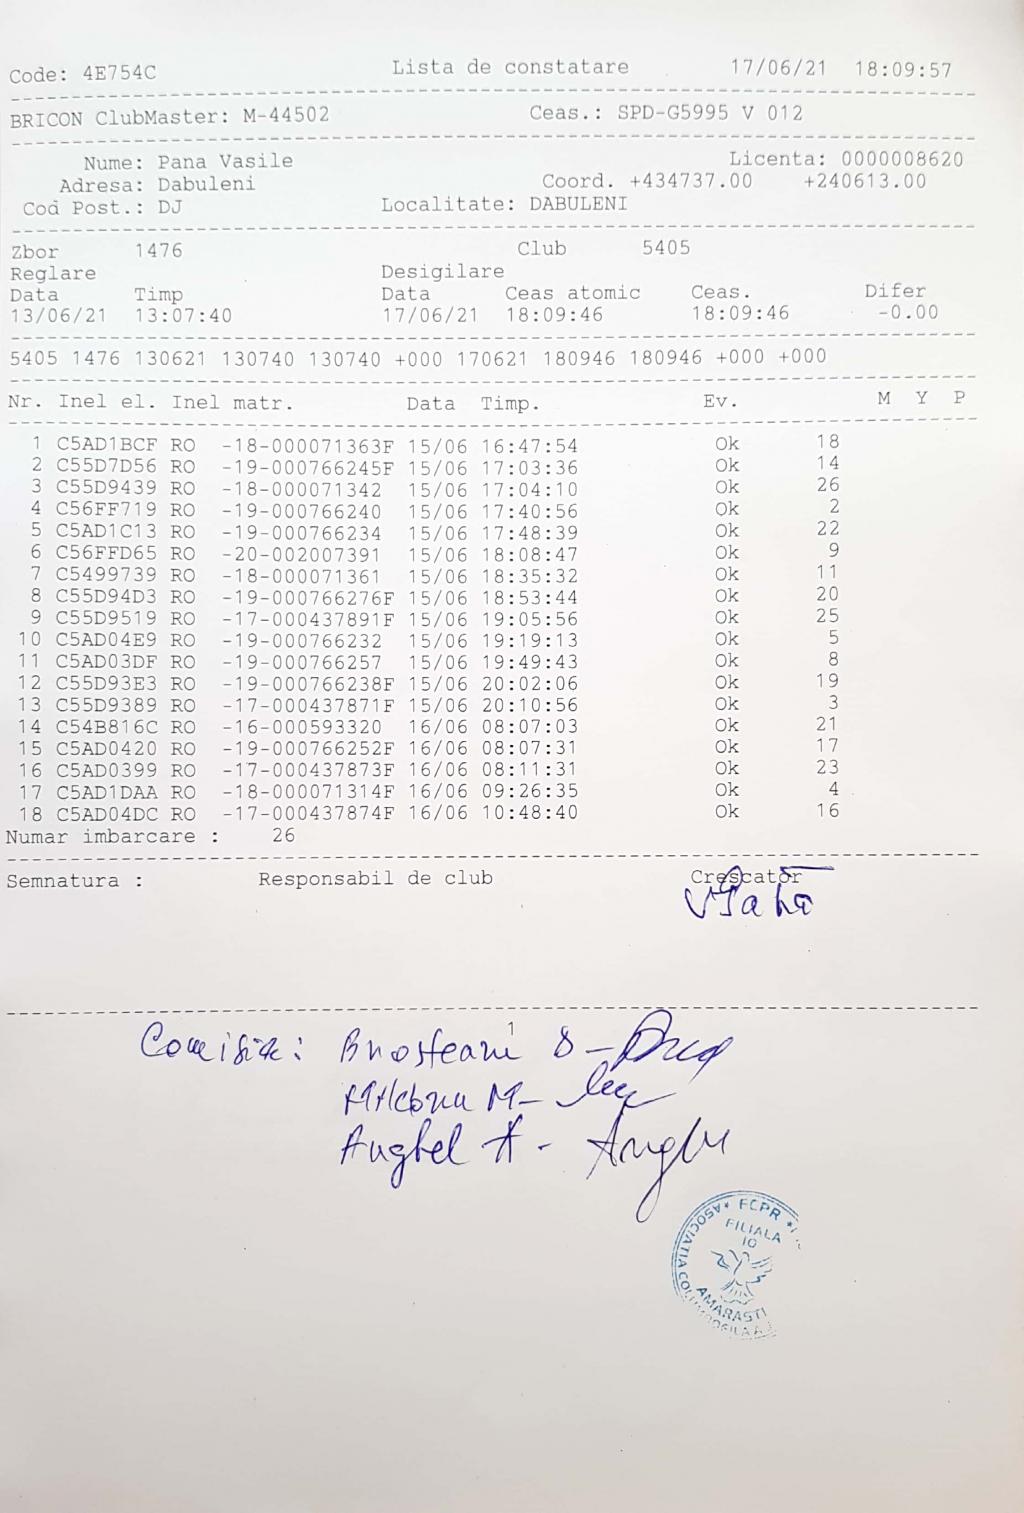 Code: 4E754C Lista de constatare 17/06/21 18:09:57
BRICON ClubMaster: M-44502 Ceas.: SPD-G5995 V 012
Nume: Pana Vasile Licenta: 0000008620
Adresa: Dabuleni Coord. +434737.00 +240613.00
Cod Post.: DJ Localitate: DABULENI
Zbor 1476 Club 5405
Reglare Desigilare
Data Timp Data Ceas atomic Ceas. Difer
13/06/21 13:07:40 17/06/21 18:09:46 18:09:46 -0.00
5405 1476 130621 130740 130740 +000 170621 180946 180946 +000 +000
Nr. Inel el. Inel matr. Data Timp. Ev. M Y P
1 C5AD1BCF RO -18-000071363F 15/06 16:47:54 Ok 18
2 C55D7D56 RO -19-000766245F 15/06 17:03:36 Ok 14
3 C55D9439 RO -18-000071342 15/06 17:04:10 Ok 26
4 C56FF719 RO -19-000766240 15/06 17:40:56 Ok 2
5 C5AD1C13 RO -19-000766234 15/06 17:48:39 Ok 22
6 C56FFD65 RO -20-002007391 15/06 18:08:47 Ok 9
7 C5499739 RO -18-000071361 15/06 18:35:32 Ok 11
8 C55D94D3 RO -19-000766276F 15/06 18:53:44 Ok 20
9 C55D9519 RO -17-000437891F 15/06 19:05:56 Ok 25
10 C5AD04E9 RO -19-000766232 15/06 19:19:13 Ok 5
11 C5AD03DF RO -19-000766257 15/06 19:49:43 Ok 8
12 C55D93E3 RO -19-000766238F 15/06 20:02:06 Ok 19
13 C55D9389 RO -17-000437871F 15/06 20:10:56 Ok 3
14 C54B816C RO -16-000593320 16/06 08:07:03 Ok 21
15 C5AD0420 RO -19-000766252F 16/06 08:07:31 Ok 17
16 C5AD0399 RO -17-000437873F 16/06 08:11:31 Ok 23
17 C5AD1DAA RO -18-000071314F 16/06 09:26:35 Ok 4
18 C5AD04DC RO -17-000437874F 16/06 10:48:40 Ok 16
Numar imbarcare : 26
Semnatura : Responsabil de club Crescator
1
Comisia: Brosteanu
Anghel A -
ASOCIATIA * FCPR *
FILIALA
10
AMARASTI